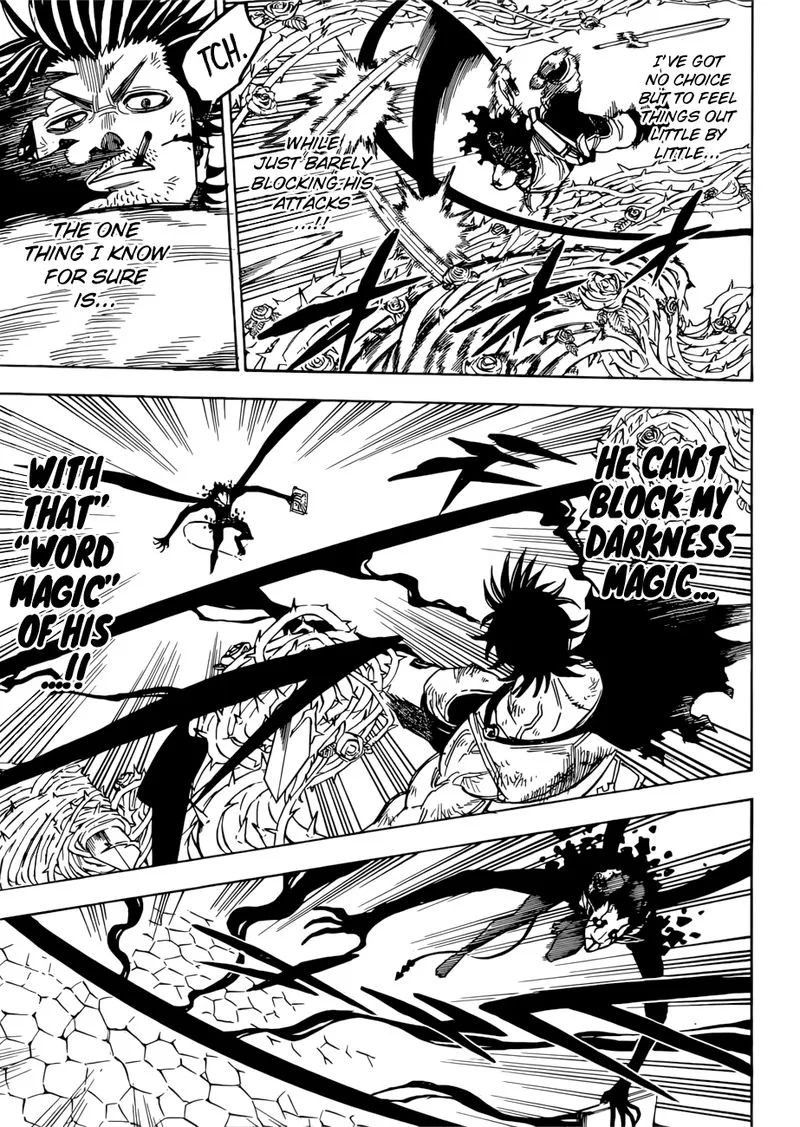 I'VE GOT
NO CHOICE
BUT TO FEEL
THINGS OUT
LITTLE BY
LITTLE...
WHILE
JUST BARELY
BLOCKING HIS
ATTACKS
...!!
TCH.
THE ONE
THING I KNOW
FOR SURE
IS...
HE CAN'T
BLOCK MY
DARKNESS
MAGIC...
WITH
THAT"
"WORD
MAGIC"
OF HIS
....!!